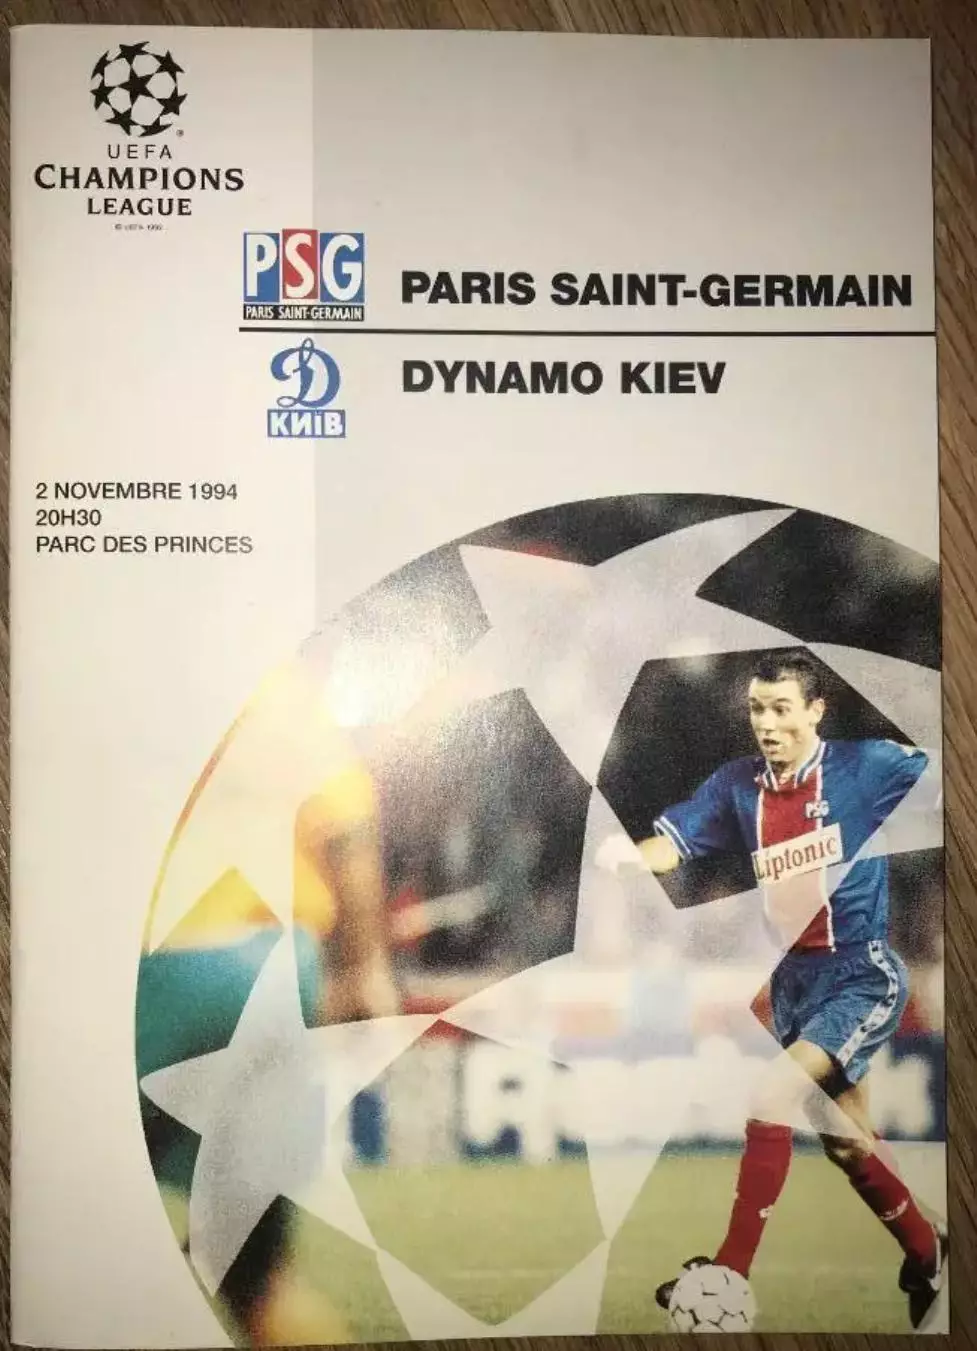 UEFA
CHAMPIONS
LEAGUE
PSG
PARIS SAINT-GERMAIN
PARIS SAINT-GERMAIN
КИЇВ
DYNAMO KIEV
2 NOVEMBRE 1994
20H30
PARC DES PRINCES
PSG
Liptonic